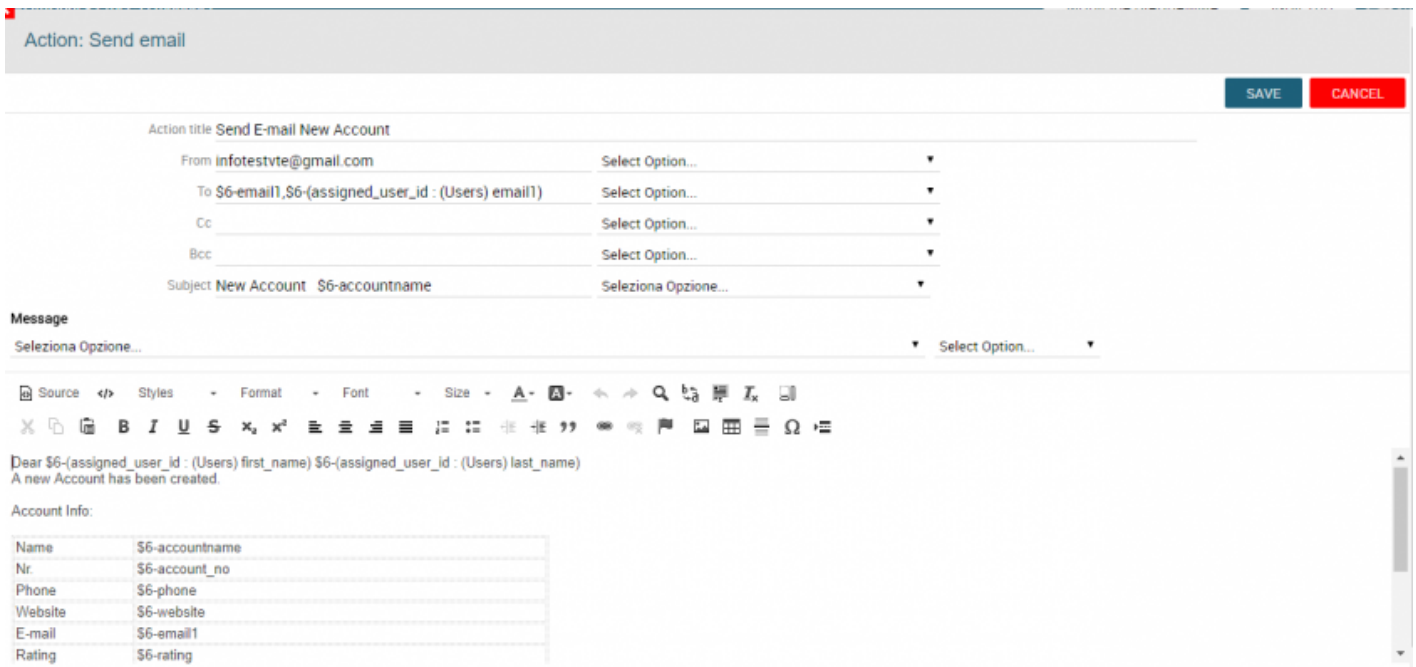 Action: Send email
SAVE CANCEL
Action title Send E-mail New Account
From infotestvte@gmail.com Select Option...
To $6-email1,$6-(assigned_user_id : (Users) email1) Select Option...
Cc Select Option...
Bcc Select Option...
Subject New Account $6-accountname Seleziona Opzione...
Message
Seleziona Opzione... Select Option...
Source Styles Format Font Size
Dear $6-(assigned_user_id : (Users) first_name) $6-(assigned_user_id : (Users) last_name)
A new Account has been created.
Account Info:
Name $6-accountname
Nr. $6-account_no
Phone $6-phone
Website $6-website
E-mail $6-email1
Rating $6-rating